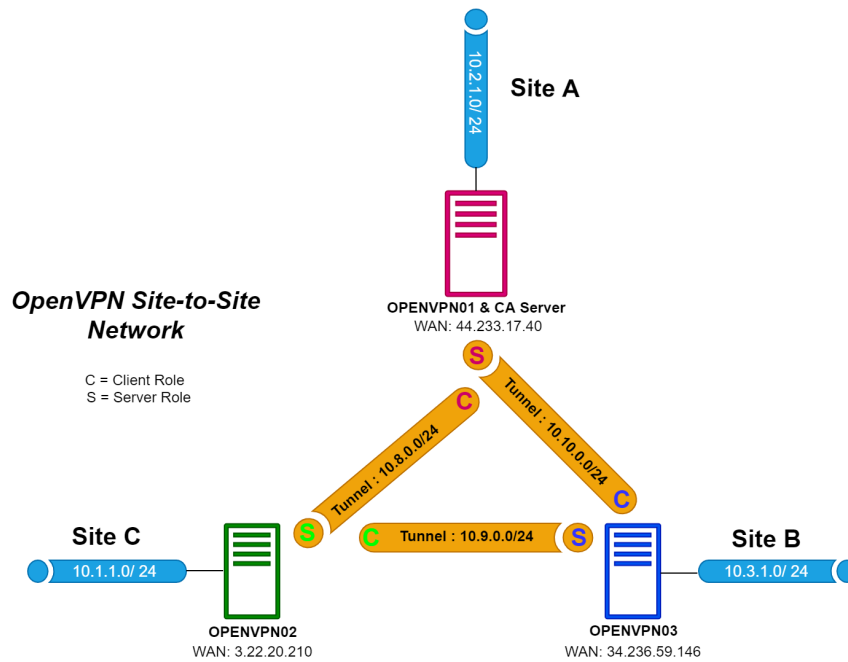 10.2.1.0/ 24
Site A
OPENVPN01 & CA Server
WAN: 44.233.17.40
OpenVPN Site-to-Site
Network
C = Client Role
S = Server Role
S
C
Tunnel : 10.8.0.0/24
S
Tunnel : 10.10.0.0/24
C
C
Tunnel : 10.9.0.0/24
S
Site C
10.1.1.0/ 24
OPENVPN02
WAN: 3.22.20.210
Site B
10.3.1.0/ 24
OPENVPN03
WAN: 34.236.59.146